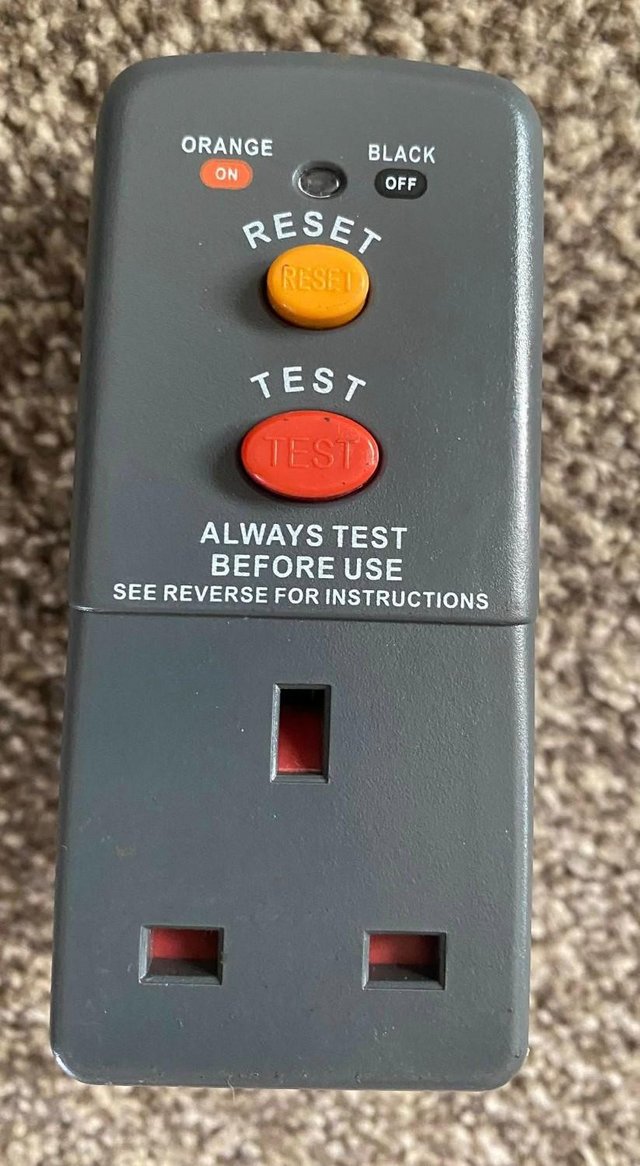 ORANGE BLACK
ON OFF
RESET
RESET
TEST
TEST
ALWAYS TEST
BEFORE USE
SEE REVERSE FOR INSTRUCTIONS